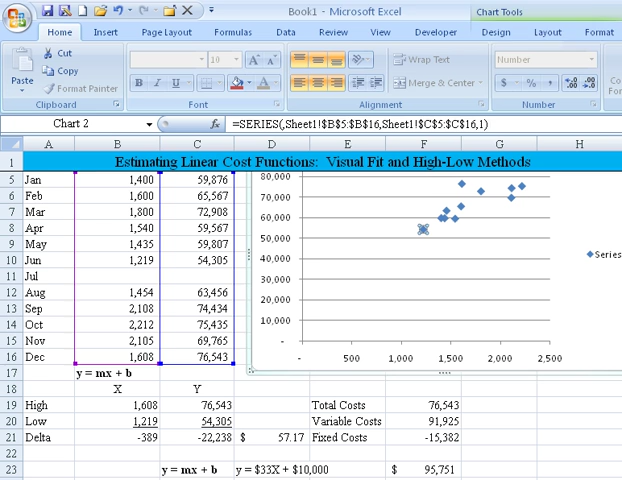 Book1 - Microsoft Excel
Chart Tools
Home Insert Page Layout Formulas Data Review View Developer Design Layout Format
Paste
Cut
Copy
Format Painter
10
A A
B I U
Wrap Text
Merge & Center
Number
$ % ,
Clipboard Font Alignment Number
Chart 2 fx =SERIES(,Sheet1!$B$5:$B$16,Sheet1!$C$5:$C$16,1)
A B C D E F G H
1 Estimating Linear Cost Functions: Visual Fit and High-Low Methods
5 Jan 1,400 59,876
6 Feb 1,600 65,567
7 Mar 1,800 72,908
8 Apr 1,540 59,567
9 May 1,435 59,807
10 Jun 1,219 54,305
11 Jul
12 Aug 1,454 63,456
13 Sep 2,108 74,434
14 Oct 2,212 75,435
15 Nov 2,105 69,765
16 Dec 1,608 76,543
80,000
70,000
60,000
50,000
40,000
30,000
20,000
10,000
-
- 500 1,000 1,500 2,000 2,500
Series
17 y = mx + b
18 X Y
19 High 1,608 76,543 Total Costs 76,543
20 Low 1,219 54,305 Variable Costs 91,925
21 Delta -389 -22,238 $ 57.17 Fixed Costs -15,382
22
23 y = mx + b y = $33X + $10,000 $ 95,751